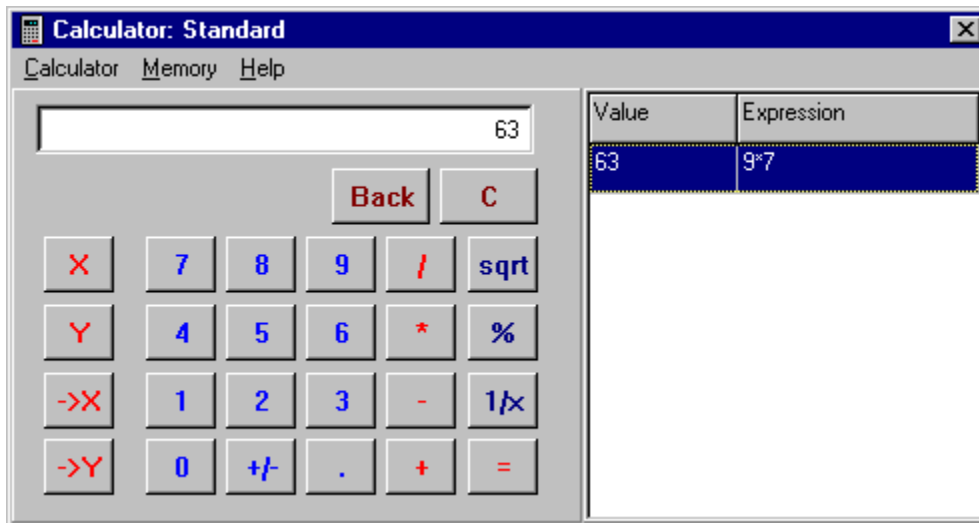 Calculator: Standard
Calculator Memory Help
63
Back C
X 7 8 9 / sqrt
Y 4 5 6 * %
->X 1 2 3 - 1/x
->Y 0 +/- . + =
Value Expression
63 9*7